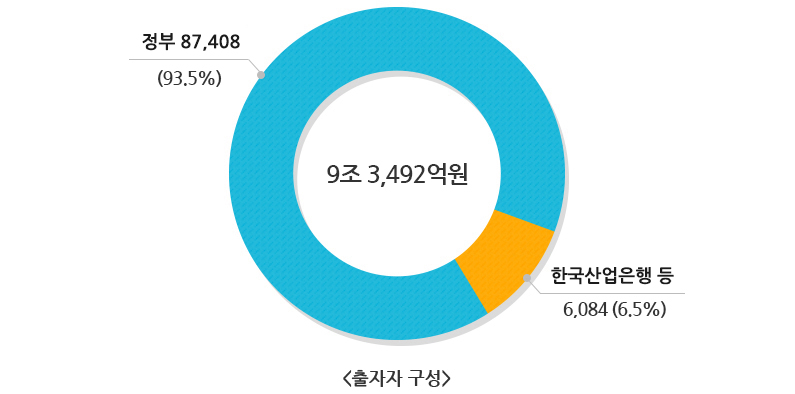 정부 87,408
(93.5%)
9조 3,492억원
한국산업은행 등
6,084 (6.5%)
<출자자 구성>